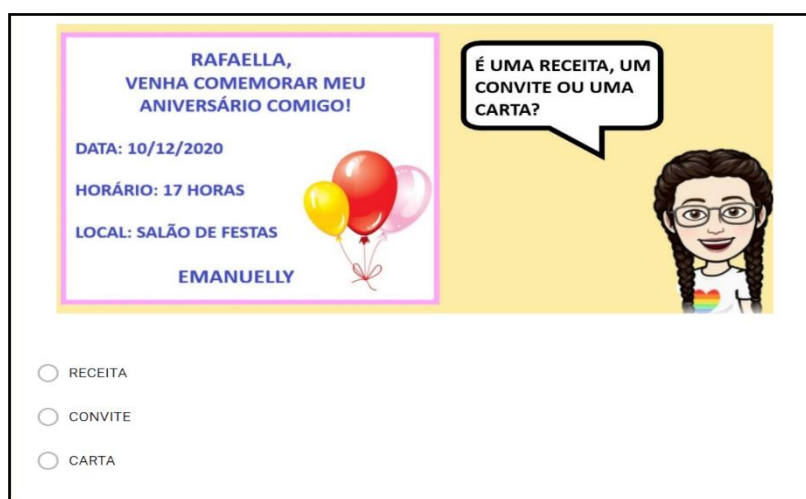 RAFAELLA,
VENHA COMEMORAR MEU
ANIVERSÁRIO COMIGO!
DATA: 10/12/2020
HORÁRIO: 17 HORAS
LOCAL: SALÃO DE FESTAS
EMANUELLY
É UMA RECEITA, UM
CONVITE OU UMA
CARTA?
RECEITA
CONVITE
CARTA